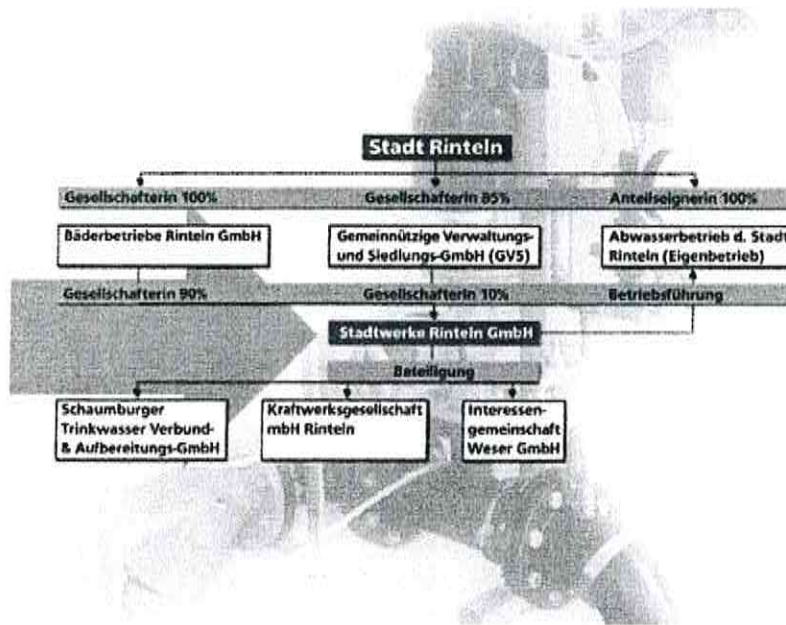 Stadt Rinteln
Gesellschafterin 100%
Gesellschafterin 85%
Anteilseignerin 100%
Bäderbetriebe Rinteln GmbH
Gemeinnützige Verwaltungs-
und Siedlungs-GmbH (GVS)
Abwasserbetrieb d. Stadt
Rinteln (Eigenbetrieb)
Gesellschafterin 90%
Gesellschafterin 10%
Betriebsführung
Stadtwerke Rinteln GmbH
Beteiligung
Schaumburger
Trinkwasser Verbund-
& Aufbereitungs-GmbH
Kraftwerksgesellschaft
mbH Rinteln
Interessen-
gemeinschaft
Weser GmbH